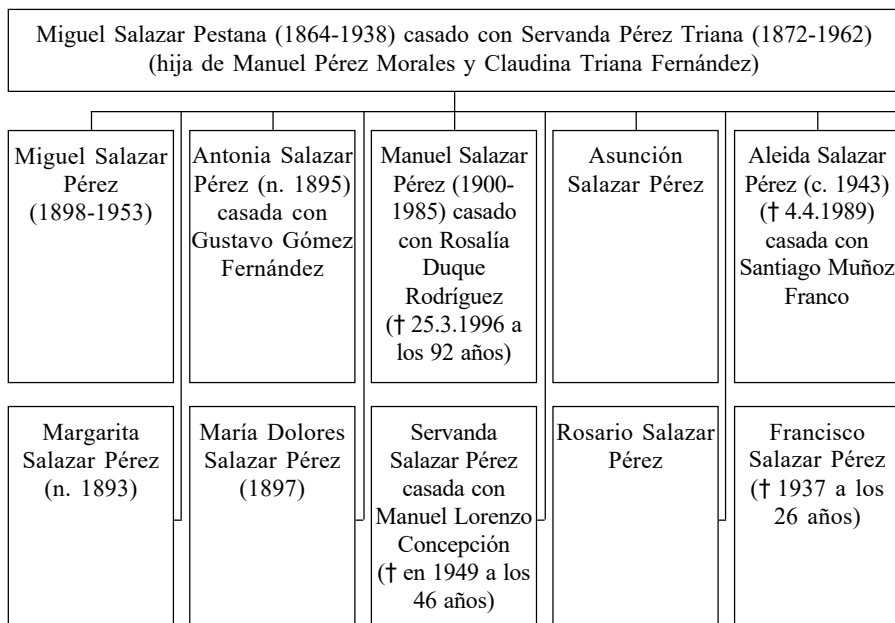 Miguel Salazar Pestana (1864-1938) casado con Servanda Pérez Triana (1872-1962)
(hija de Manuel Pérez Morales y Claudina Triana Fernández)
Miguel Salazar
Pérez
(1898-1953)
Antonia Salazar
Pérez (n. 1895)
casada con
Gustavo Gómez
Fernández
Manuel Salazar
Pérez (1900-
1985) casado
con Rosalía
Duque
Rodríguez
(† 25.3.1996 a
los 92 años)
Asunción
Salazar Pérez
Aleida Salazar
Pérez (c. 1943)
(† 4.4.1989)
casada con
Santiago Muñoz
Franco
Margarita
Salazar Pérez
(n. 1893)
María Dolores
Salazar Pérez
(1897)
Servanda
Salazar Pérez
casada con
Manuel Lorenzo
Concepción
(† en 1949 a los
46 años)
Rosario Salazar
Pérez
Francisco
Salazar Pérez
(† 1937 a los
26 años)